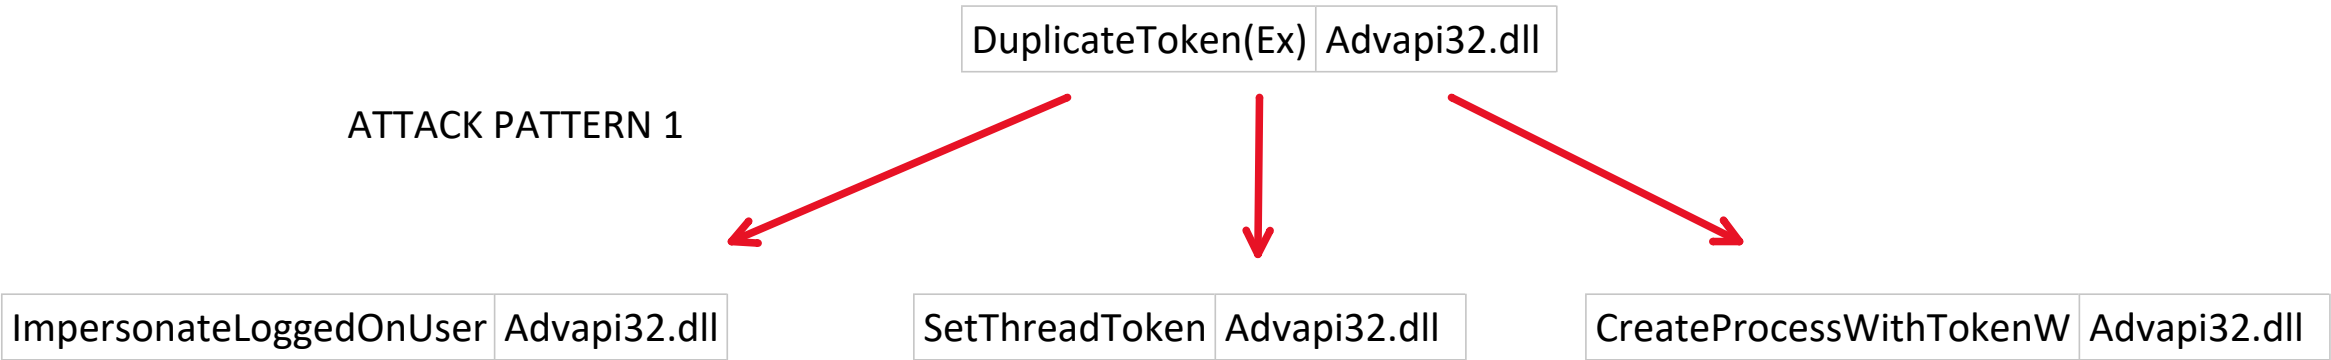 DuplicateToken(Ex) Advapi32.dll
ATTACK PATTERN 1
ImpersonateLoggedOnUser Advapi32.dll
SetThreadToken Advapi32.dll
CreateProcessWithTokenW Advapi32.dll